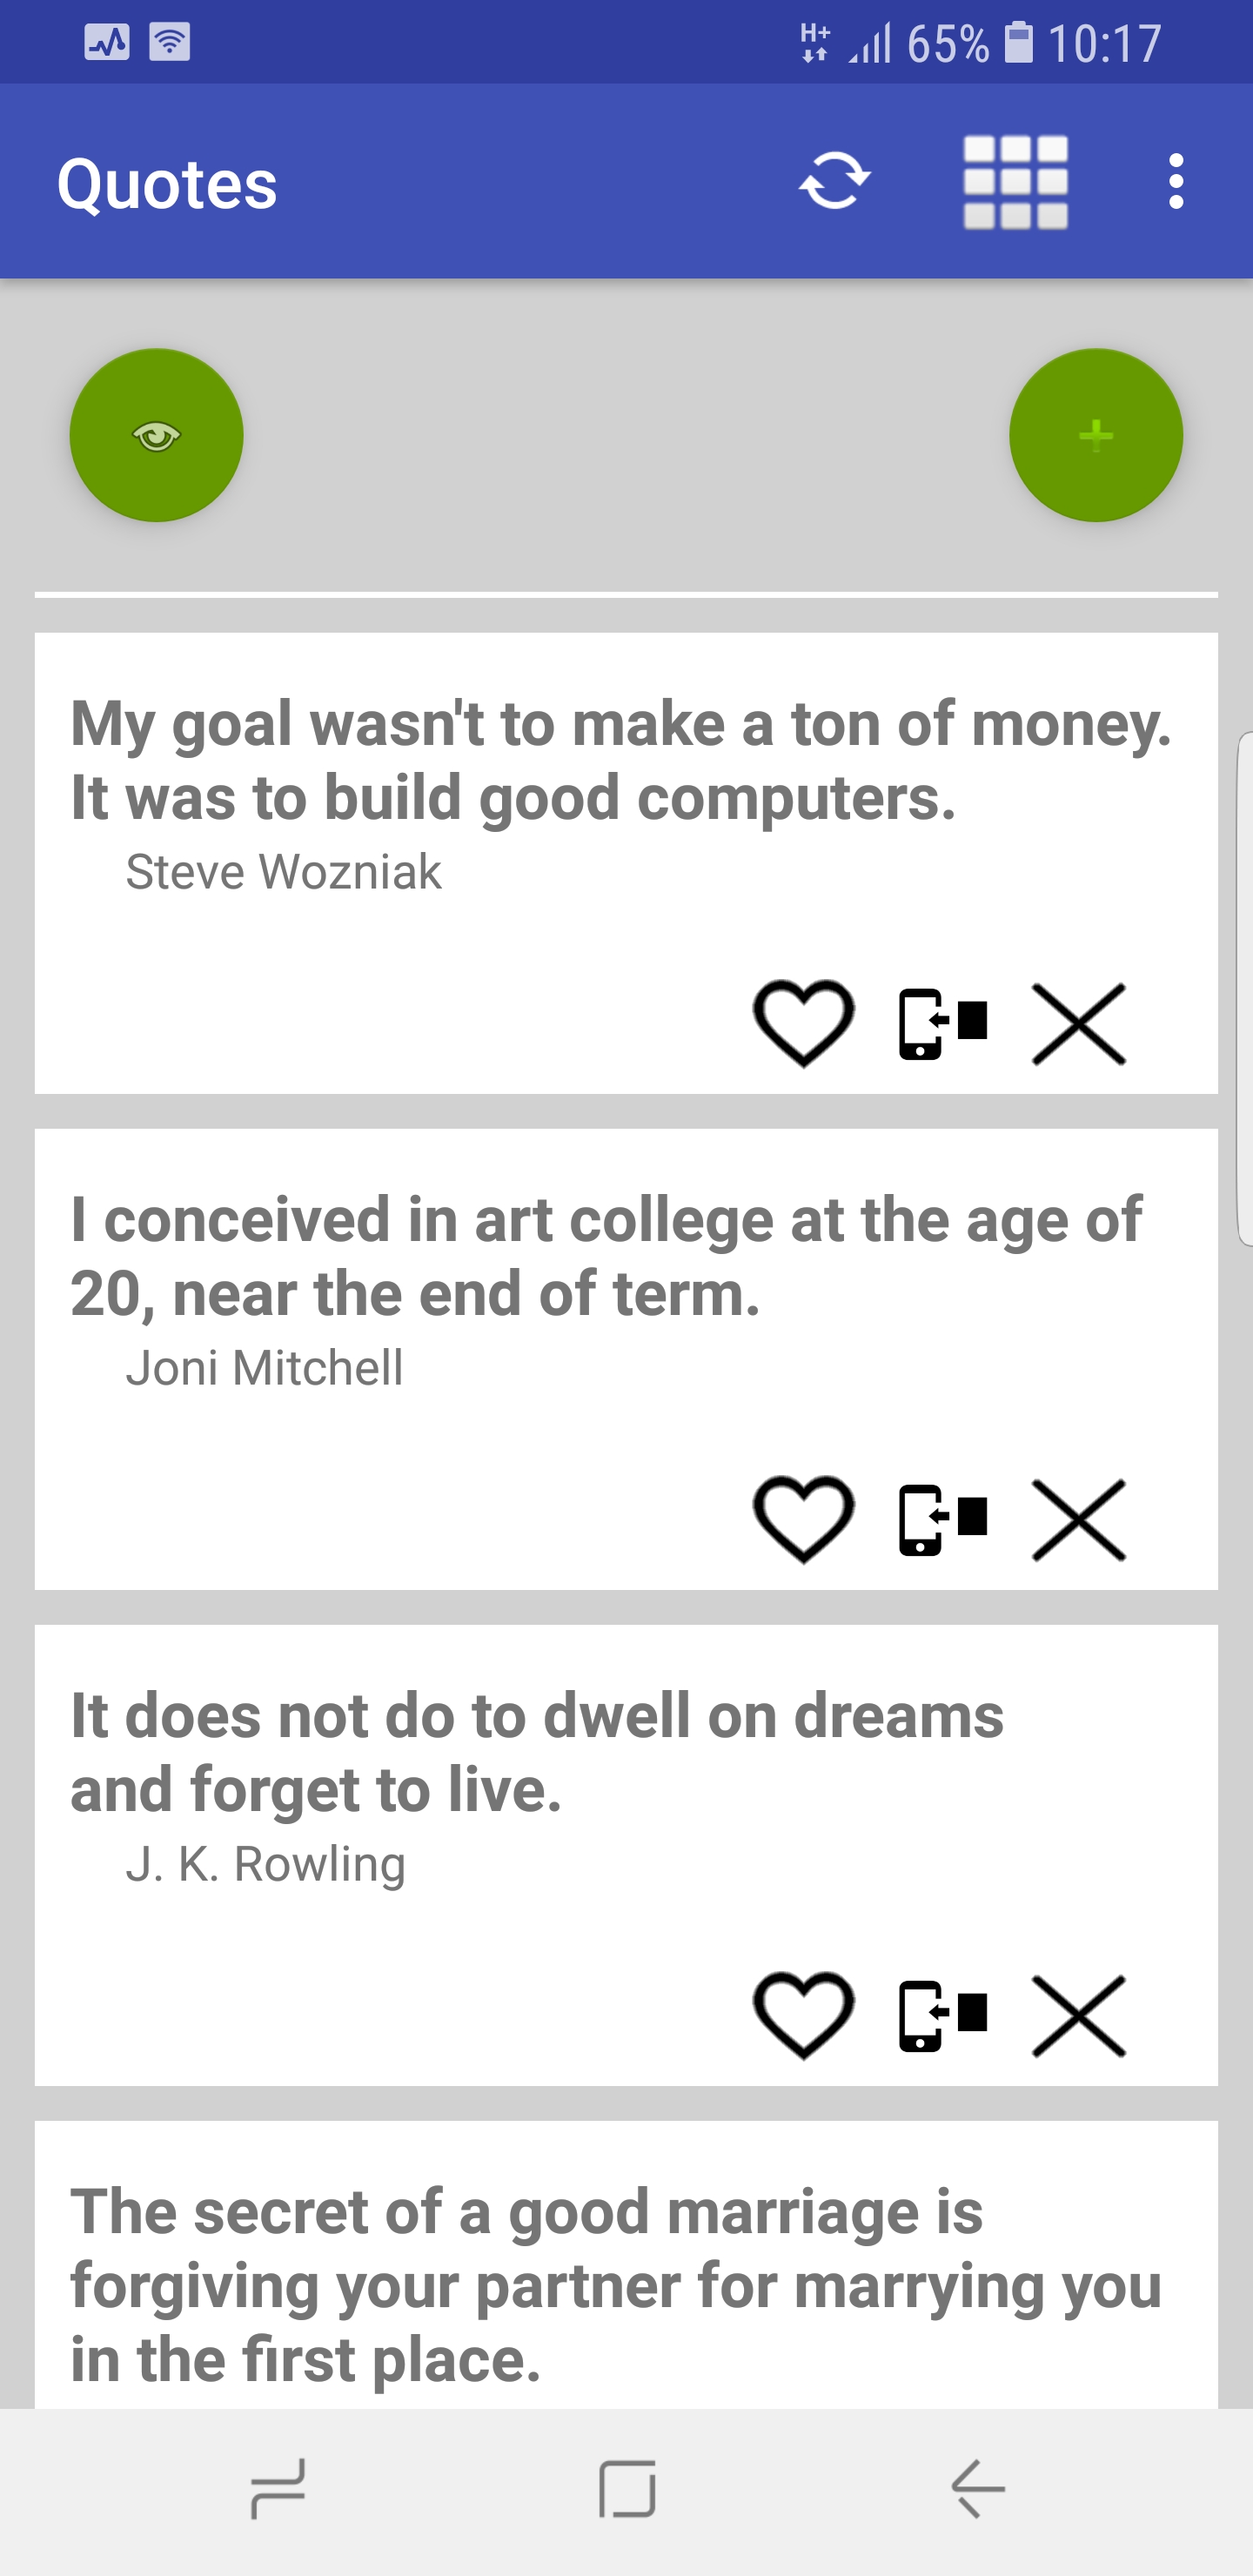 H+ 65% 10:17
Quotes
My goal wasn't to make a ton of money.
It was to build good computers.
Steve Wozniak
I conceived in art college at the age of
20, near the end of term.
Joni Mitchell
It does not do to dwell on dreams
and forget to live.
J. K. Rowling
The secret of a good marriage is
forgiving your partner for marrying you
in the first place.